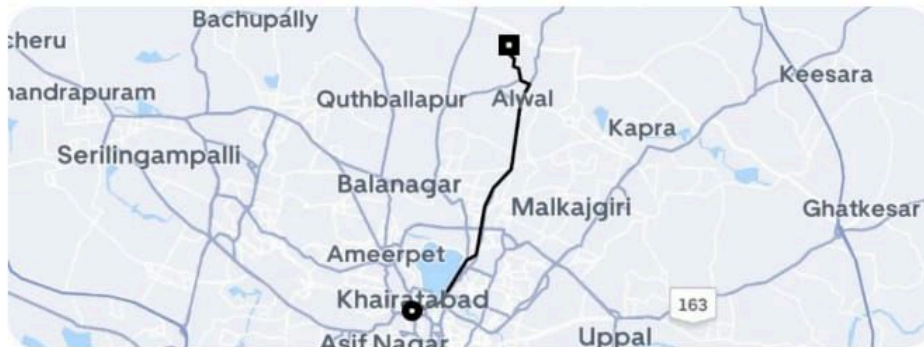 Bachupally
cheru
Keesara
andrapuram
Quthballapur
Alwal
Kapra
Serilingampalli
Balanagar
Malkajgiri
Ghatkesar
Ameerpet
Khairatabad
163
Uppal
Asif Nagar